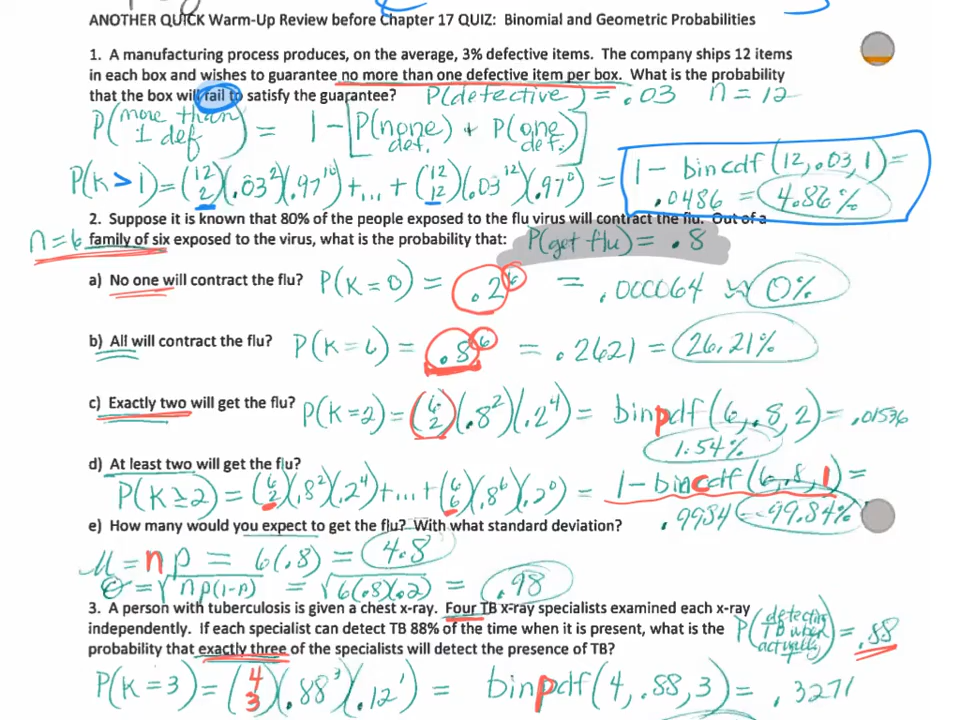 ANOTHER QUICK Warm-Up Review before Chapter 17 QUIZ: Binomial and Geometric Probabilities
1. A manufacturing process produces, on the average, 3% defective items. The company ships 12 items
in each box and wishes to guarantee no more than one defective item per box. What is the probability
that the box will fail to satisfy the guarantee? P(defective) = .03 n = 12
P(more than 1 def) = 1 - [P(none def.) + P(one def.)]
P(K > 1) = (12 2)(.03²)(.97¹⁰) + ... + (12 12)(.03¹²)(.97⁰) = 1 - bincdf(12, .03, 1) =
.0486 = 4.86%
2. Suppose it is known that 80% of the people exposed to the flu virus will contract the flu. Out of a
n = 6 family of six exposed to the virus, what is the probability that: P(get flu) = .8
a) No one will contract the flu? P(K = 0) = .2⁶ = .000064 ≈ 0%
b) All will contract the flu? P(K = 6) = .8⁶ = .2621 = 26.21%
c) Exactly two will get the flu? P(K = 2) = (6 2)(.8²)(.2⁴) = binpdf(6, .8, 2) = .01536
1.54%
d) At least two will get the flu?
P(K ≥ 2) = (6 2)(.8²)(.2⁴) + ... + (6 6)(.8⁶)(.2⁰) = 1 - bincdf(6, .8, 1) =
.9984 = 99.84%
e) How many would you expect to get the flu? With what standard deviation?
μ = np = 6(.8) = 4.8
σ = √np(1-p) = √6(.8)(.2) = .98
3. A person with tuberculosis is given a chest x-ray. Four TB x-ray specialists examined each x-ray
independently. If each specialist can detect TB 88% of the time when it is present, what is the P(detecting TB when actually) = .88
probability that exactly three of the specialists will detect the presence of TB?
P(K = 3) = (4 3)(.88³)(.12¹) = binpdf(4, .88, 3) = .3271